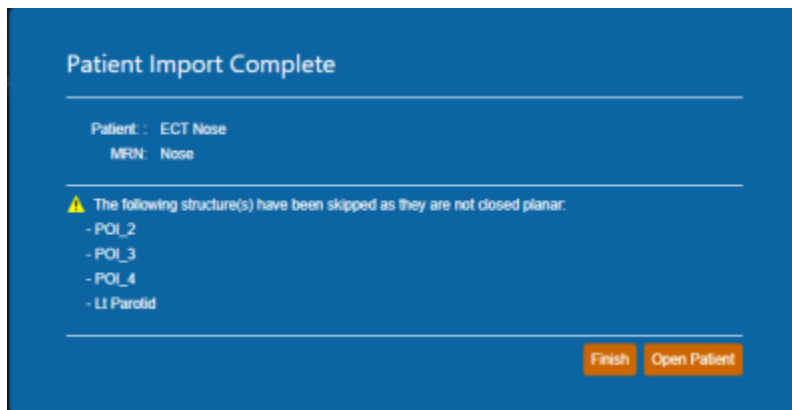 Patient Import Complete
Patient: : ECT Nose
MRN: Nose
The following structure(s) have been skipped as they are not closed planar:
- POI_2
- POI_3
- POI_4
- Lt Parotid
Finish Open Patient